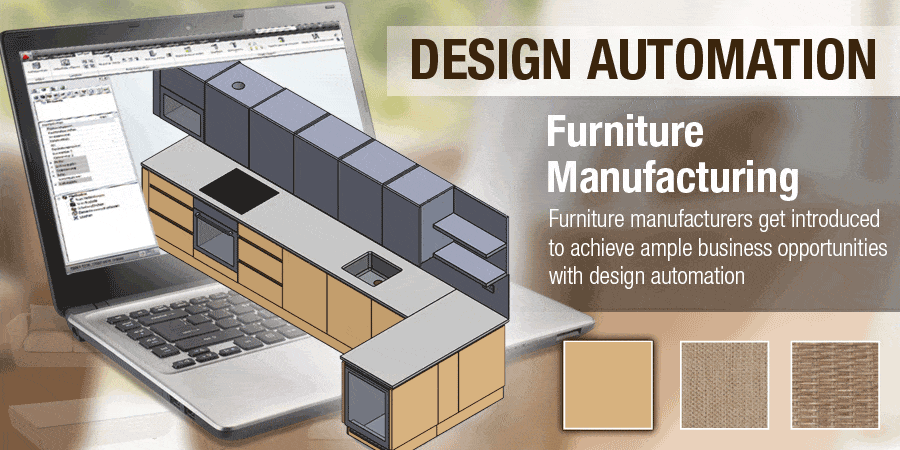 DESIGN AUTOMATION
Furniture
Manufacturing
Furniture manufacturers get introduced
to achieve ample business opportunities
with design automation